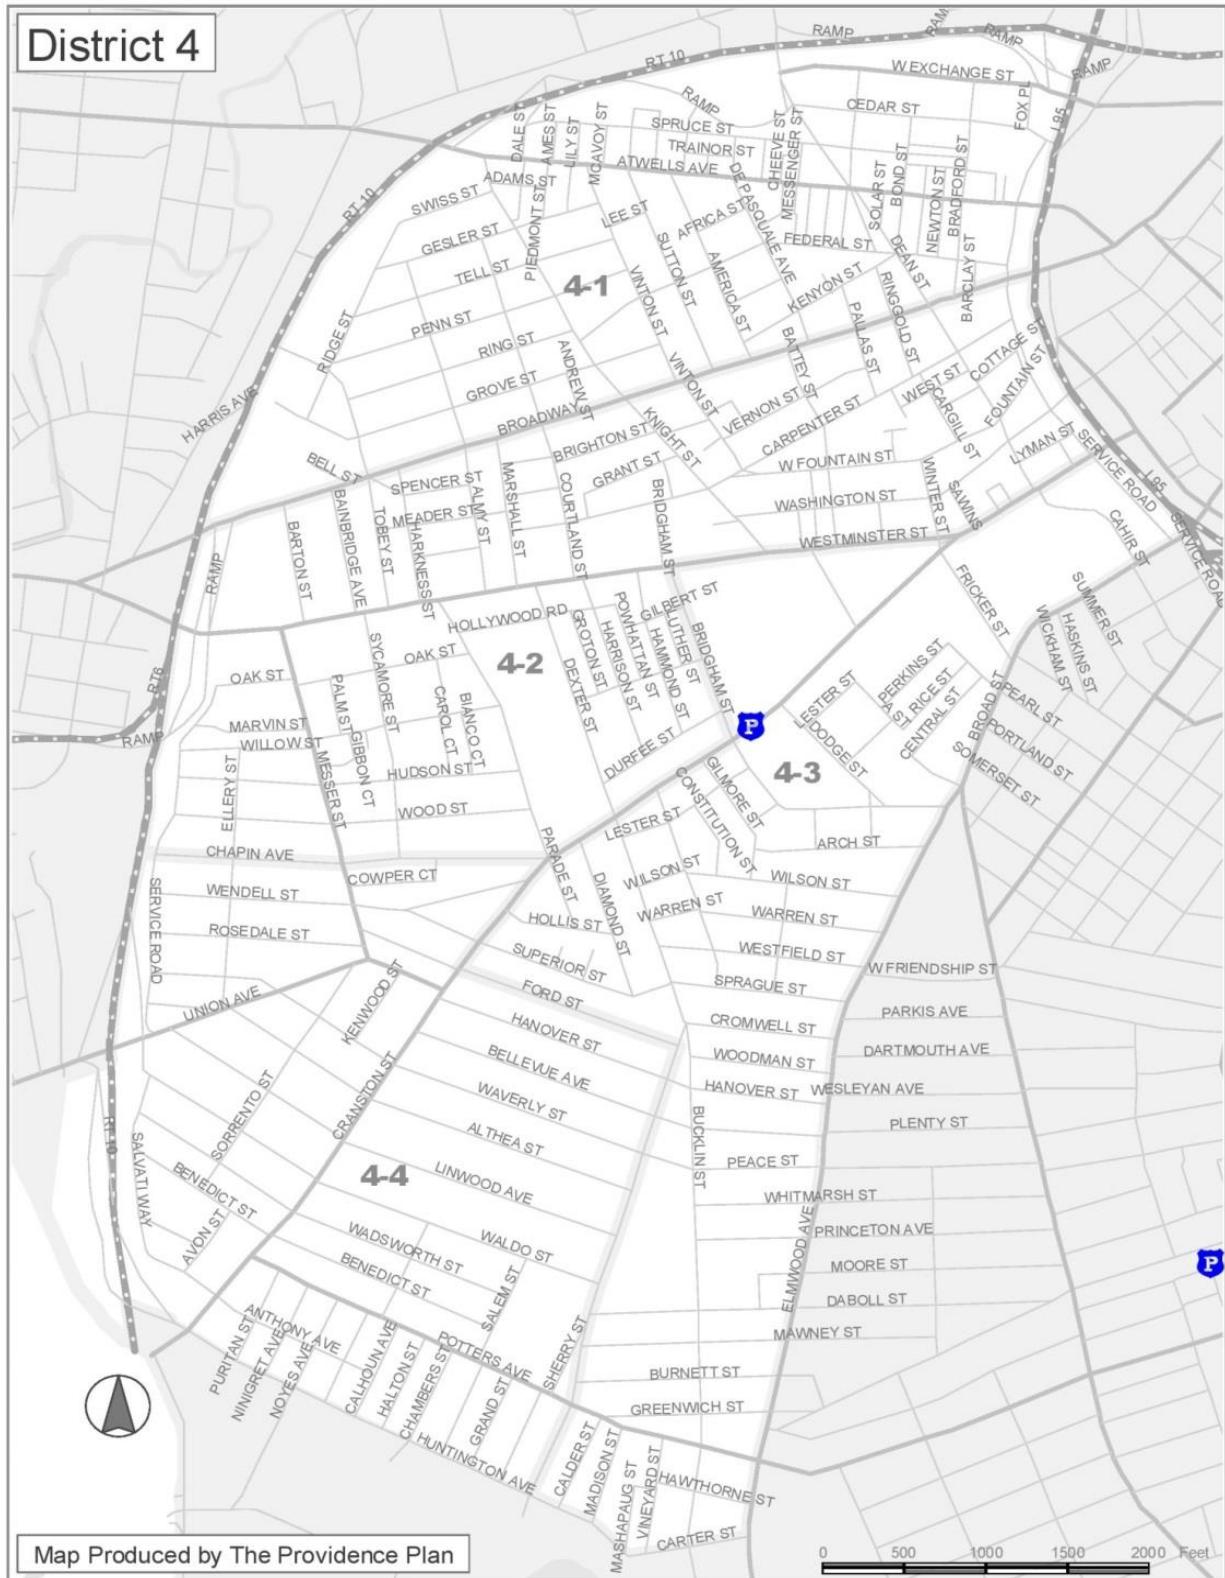 District 4
RAMP
RAMP
RAMP
RAMP
RT 10
W EXCHANGE ST
RAMP
CEDAR ST
FOX PL
I 95
DALE ST
AMES ST
LILY ST
MCAVOY ST
SPRUCE ST
TRAINOR ST
ATWELLS AVE
CHEEVE ST
MESSENGER ST
SOLAR ST
BOND ST
NEWTON ST
BRADFORD ST
ADAMS ST
SWISS ST
RT 10
GESLER ST
PIEDMONT ST
LEE ST
AFRICA ST
DE PASQUALE AVE
FEDERAL ST
DEAN ST
BARCLAY ST
TELL ST
4-1
SUTTON ST
VINTON ST
AMERICA ST
KENYON ST
RINGGOLD ST
PALLAS ST
BATTEY ST
PENN ST
RIDGE ST
RING ST
ANDREW ST
GROVE ST
VINTON ST
WEST ST
COTTAGE ST
FOUNTAIN ST
HARRIS AVE
BROADWAY
KNIGHT ST
VERNON ST
CARPENTER ST
CARGILL ST
LYMAN ST
SERVICE ROAD
I 95
SERVICE ROAD
BELL ST
BRIGHTON ST
GRANT ST
W FOUNTAIN ST
WINTER ST
SAWINS
SPENCER ST
MEADER ST
ALMY ST
MARSHALL ST
COURTLAND ST
BRIDGHAM ST
WASHINGTON ST
WESTMINSTER ST
CAHIR ST
BARTON ST
BAINBRIDGE AVE
TOBEY ST
HARKNESS ST
RAMP
FRICKER ST
SUMMER ST
HASKINS ST
WICKHAM ST
HOLLYWOOD RD
GROTON ST
HARRISON ST
POWHATTAN ST
HAMMOND ST
GILBERT ST
LUTHER ST
BRIDGHAM ST
OAK ST
OAK ST
SYCAMORE ST
4-2
DEXTER ST
RT6
RAMP
MARVIN ST
WILLOW ST
PALM ST
GIBBON CT
CAROL CT
BIANCO CT
MESSER ST
HUDSON ST
WOOD ST
ELLERY ST
DURFEE ST
P
4-3
LESTER ST
DODGE ST
PERKINS ST
PA ST
RICE ST
CENTRAL ST
BROAD ST
PEARL ST
PORTLAND ST
SOMERSET ST
GILMORE ST
CONSTITUTION ST
LESTER ST
ARCH ST
CHAPIN AVE
COWPER CT
PARADE ST
DIAMOND ST
WILSON ST
WILSON ST
WENDELL ST
SERVICE ROAD
ROSEDALE ST
HOLLIS ST
WARREN ST
WARREN ST
SUPERIOR ST
WESTFIELD ST
W FRIENDSHIP ST
UNION AVE
KENWOOD ST
FORD ST
SPRAGUE ST
PARKIS AVE
HANOVER ST
CROMWELL ST
BELLEVUE AVE
WOODMAN ST
DARTMOUTH AVE
WAVERLY ST
HANOVER ST
WESLEYAN AVE
CRANSTON ST
SORRENTO ST
RT 10
SALVATI WAY
ALTHEA ST
BUCKLIN ST
PLENTY ST
4-4
LINWOOD AVE
PEACE ST
BENEDICT ST
WHITMARSH ST
AVON ST
WADSWORTH ST
WALDO ST
PRINCETON AVE
BENEDICT ST
SALEM ST
ELMWOOD AVE
MOORE ST
P
DABOLL ST
MAWNEY ST
ANTHONY AVE
PURITAN ST
NINIGRET AVE
NOYES AVE
CALHOUN AVE
HALTON ST
CHAMBERS ST
POTTERS AVE
GRAND ST
SHERRY ST
BURNETT ST
GREENWICH ST
HUNTINGTON AVE
CALDER ST
MADISON ST
MASHAPAUG ST
VINEYARD ST
HAWTHORNE ST
CARTER ST
Map Produced by The Providence Plan
0 500 1000 1500 2000 Feet